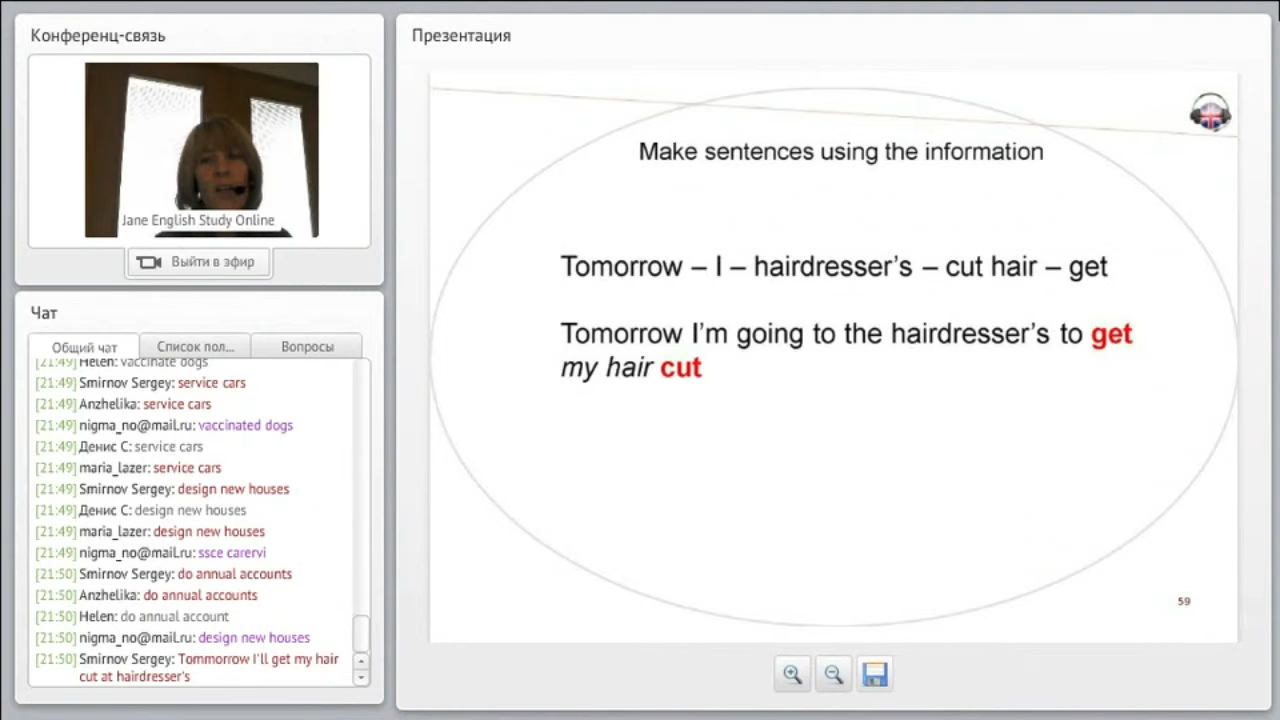 Конференц-связь
Jane English Study Online
Выйти в эфир
Чат
Общий чат
Список пол...
Вопросы
[21:49] Helen: vaccinate dogs
[21:49] Smirnov Sergey: service cars
[21:49] Anzhelika: service cars
[21:49] nigma_no@mail.ru: vaccinated dogs
[21:49] Денис С: service cars
[21:49] maria_lazer: service cars
[21:49] Smirnov Sergey: design new houses
[21:49] Денис С: design new houses
[21:49] maria_lazer: design new houses
[21:49] nigma_no@mail.ru: ssce carervi
[21:50] Smirnov Sergey: do annual accounts
[21:50] Anzhelika: do annual accounts
[21:50] Helen: do annual account
[21:50] nigma_no@mail.ru: design new houses
[21:50] Smirnov Sergey: Tommorrow I'll get my hair
cut at hairdresser's
Презентация
Make sentences using the information
Tomorrow – I – hairdresser’s – cut hair – get
Tomorrow I’m going to the hairdresser’s to get
my hair cut
59